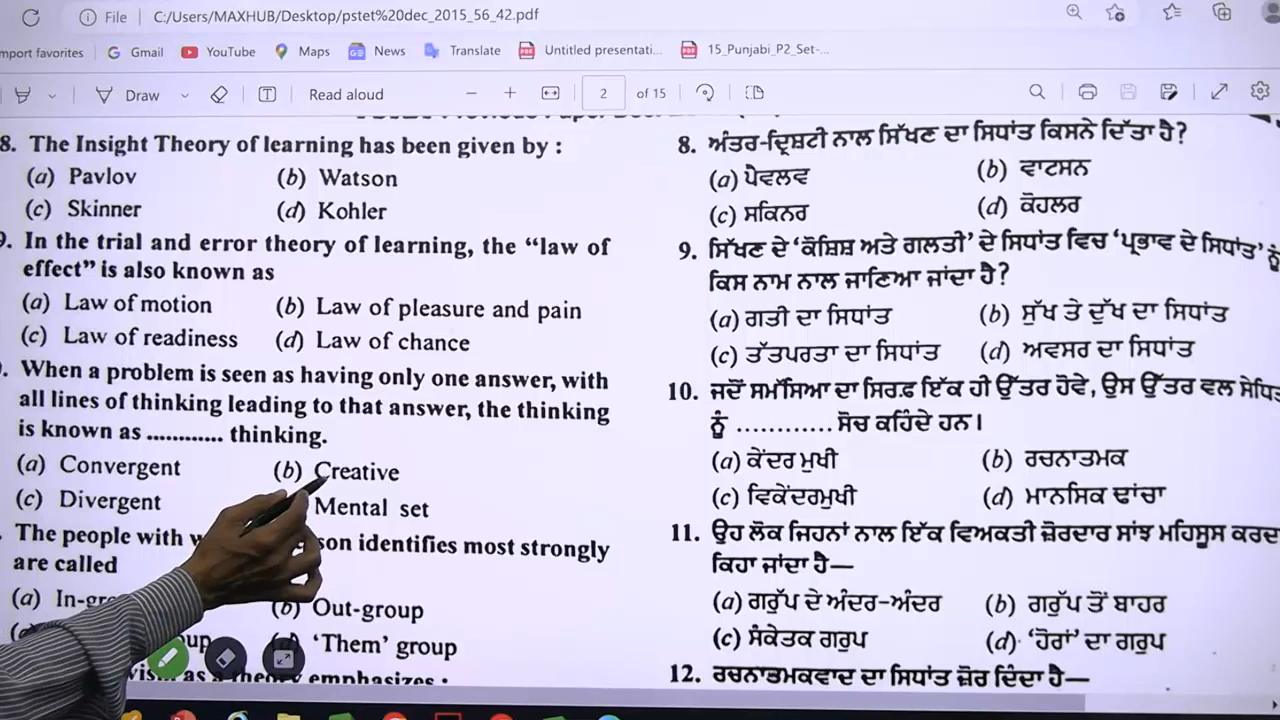 File C:/Users/MAXHUB/Desktop/pstet%20dec_2015_56_42.pdf
mport favorites Gmail YouTube Maps News Translate Untitled presentati... 15_Punjabi_P2_Set-...
Draw 2 of 15 Read aloud
8. The Insight Theory of learning has been given by :
(a) Pavlov (b) Watson
(c) Skinner (d) Kohler
9. In the trial and error theory of learning, the “law of
effect” is also known as
(a) Law of motion (b) Law of pleasure and pain
(c) Law of readiness (d) Law of chance
. When a problem is seen as having only one answer, with
all lines of thinking leading to that answer, the thinking
is known as ............ thinking.
(a) Convergent (b) Creative
(c) Divergent Mental set
. The people with son identifies most strongly
are called
(a) In-gr (b) Out-group
up ‘Them’ group
as a theory emphasizes :
8. ਅੰਤਰ-ਦ੍ਰਿਸ਼ਟੀ ਨਾਲ ਸਿੱਖਣ ਦਾ ਸਿਧਾਂਤ ਕਿਸਨੇ ਦਿੱਤਾ ਹੈ?
(a) ਪੈਵਲਵ (b) ਵਾਟਸਨ
(c) ਸਕਿਨਰ (d) ਕੋਹਲਰ
9. ਸਿੱਖਣ ਦੇ ‘ਕੋਸ਼ਿਸ਼ ਅਤੇ ਗਲਤੀ’ ਦੇ ਸਿਧਾਂਤ ਵਿਚ ‘ਪ੍ਰਭਾਵ ਦੇ ਸਿਧਾਂਤ’ ਨੂੰ
ਕਿਸ ਨਾਮ ਨਾਲ ਜਾਣਿਆ ਜਾਂਦਾ ਹੈ?
(a) ਗਤੀ ਦਾ ਸਿਧਾਂਤ (b) ਸੁੱਖ ਤੇ ਦੁੱਖ ਦਾ ਸਿਧਾਂਤ
(c) ਤੱਤਪਰਤਾ ਦਾ ਸਿਧਾਂਤ (d) ਅਵਸਰ ਦਾ ਸਿਧਾਂਤ
10. ਜਦੋਂ ਸਮੱਸਿਆ ਦਾ ਸਿਰਫ਼ ਇੱਕ ਹੀ ਉੱਤਰ ਹੋਵੇ, ਉਸ ਉੱਤਰ ਵਲ ਸੇਧਿਤ
ਨੂੰ ............ ਸੋਚ ਕਹਿੰਦੇ ਹਨ।
(a) ਕੇਂਦਰ ਮੁਖੀ (b) ਰਚਨਾਤਮਕ
(c) ਵਿਕੇਂਦਰਮੁਖੀ (d) ਮਾਨਸਿਕ ਢਾਂਚਾ
11. ਉਹ ਲੋਕ ਜਿਹਨਾਂ ਨਾਲ ਇੱਕ ਵਿਅਕਤੀ ਜ਼ੋਰਦਾਰ ਸਾਂਝ ਮਹਿਸੂਸ ਕਰਦ
ਕਿਹਾ ਜਾਂਦਾ ਹੈ—
(a) ਗਰੁੱਪ ਦੇ ਅੰਦਰ-ਅੰਦਰ (b) ਗਰੁੱਪ ਤੋਂ ਬਾਹਰ
(c) ਸੰਕੇਤਕ ਗਰੁਪ (d) ‘ਹੋਰਾਂ’ ਦਾ ਗਰੁਪ
12. ਰਚਨਾਤਮਕਵਾਦ ਦਾ ਸਿਧਾਂਤ ਜ਼ੋਰ ਦਿੰਦਾ ਹੈ—